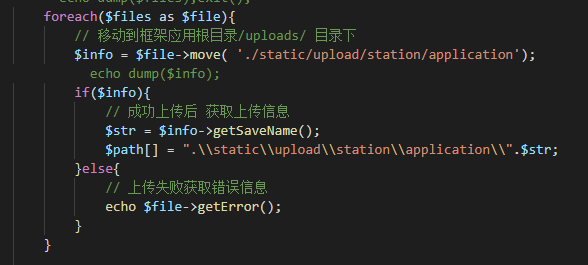 echo dump($files);exit();
foreach($files as $file){
// 移动到框架应用根目录/uploads/ 目录下
$info = $file->move( './static/upload/station/application');
echo dump($info);
if($info){
// 成功上传后 获取上传信息
$str = $info->getSaveName();
$path[] = ".\\static\\upload\\station\\application\\".$str;
}else{
// 上传失败获取错误信息
echo $file->getError();
}
}